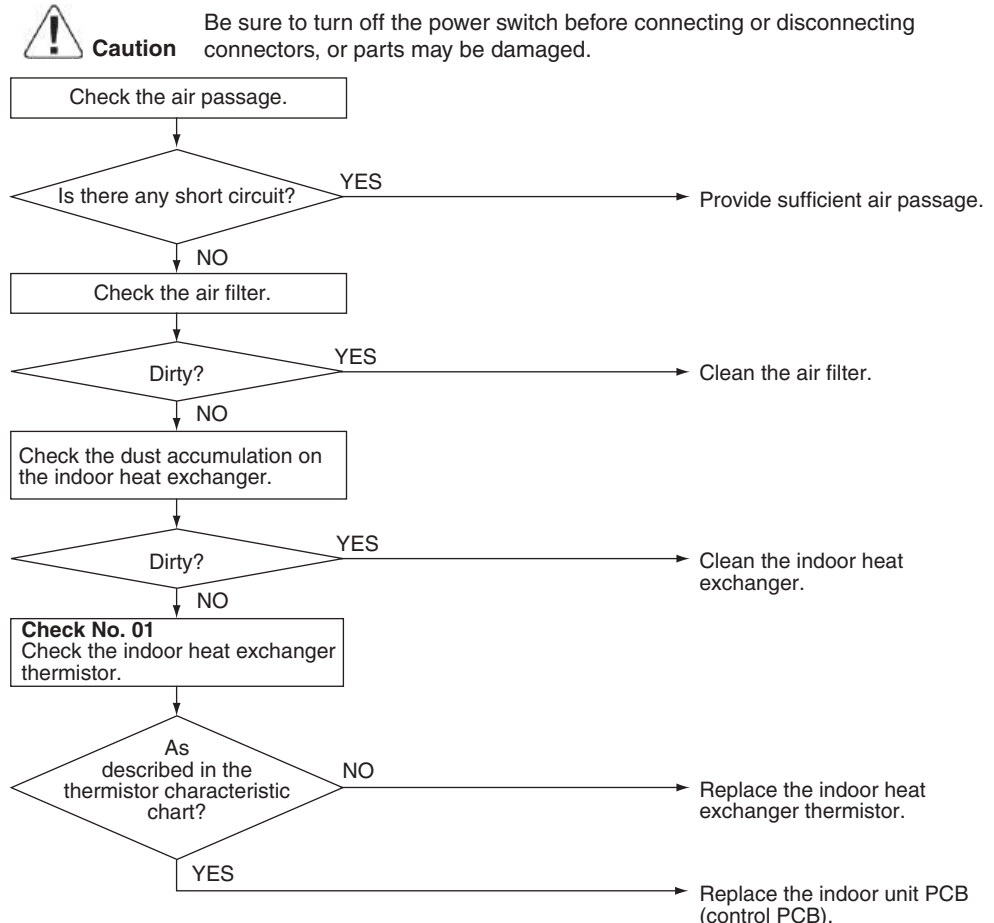 Be sure to turn off the power switch before connecting or disconnecting
Caution connectors, or parts may be damaged.
Check the air passage.
Is there any short circuit?
YES
Provide sufficient air passage.
NO
Check the air filter.
Dirty?
YES
Clean the air filter.
NO
Check the dust accumulation on
the indoor heat exchanger.
Dirty?
YES
Clean the indoor heat
exchanger.
NO
Check No. 01
Check the indoor heat exchanger
thermistor.
As
described in the
thermistor characteristic
chart?
NO
Replace the indoor heat
exchanger thermistor.
YES
Replace the indoor unit PCB
(control PCB).